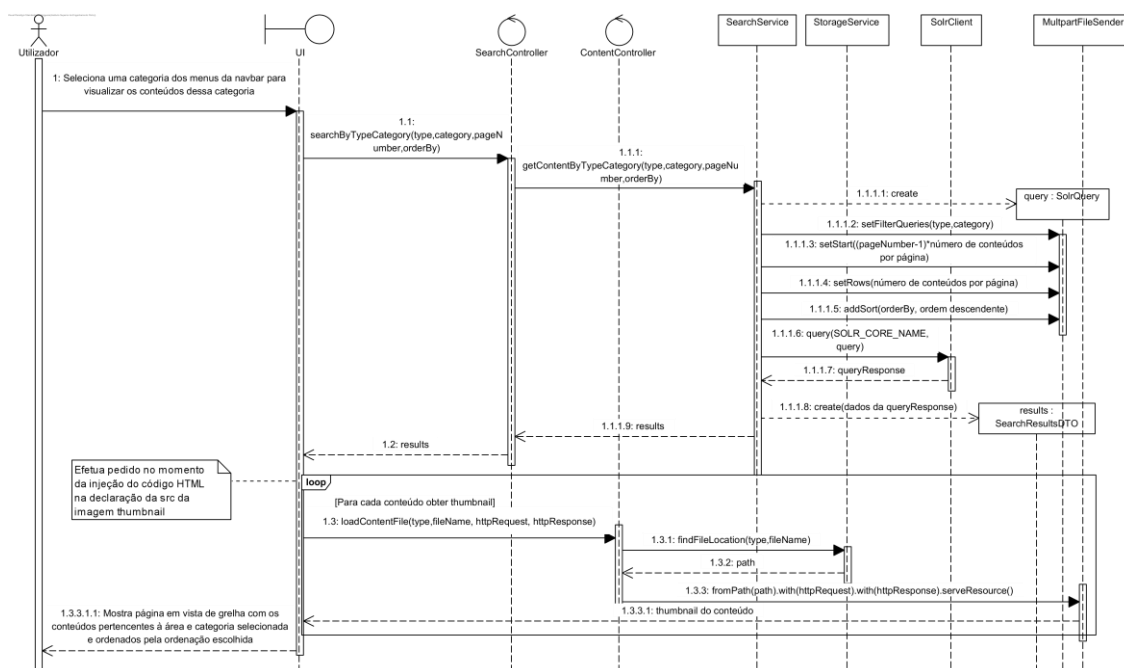 Utilizador
UI
SearchController
ContentController
SearchService
StorageService
SolrClient
MultpartFileSender
1: Seleciona uma categoria dos menus da navbar para
visualizar os conteúdos dessa categoria
1.1:
searchByTypeCategory(type,category,pageN
umber,orderBy)
1.1.1:
getContentByTypeCategory(type,category,pageNu
mber,orderBy)
1.1.1.1: create
query : SolrQuery
1.1.1.2: setFilterQueries(type,category)
1.1.1.3: setStart((pageNumber-1)*número de conteúdos
por página)
1.1.1.4: setRows(número de conteúdos por página)
1.1.1.5: addSort(orderBy, ordem descendente)
1.1.1.6: query(SOLR_CORE_NAME,
query)
1.1.1.7: queryResponse
1.1.1.8: create(dados da queryResponse)
results :
SearchResultsDTO
1.1.1.9: results
1.2: results
Efetua pedido no momento
da injeção do código HTML
na declaração da src da
imagem thumbnail
loop
[Para cada conteúdo obter thumbnail]
1.3: loadContentFile(type,fileName, httpRequest, httpResponse)
1.3.1: findFileLocation(type,fileName)
1.3.2: path
1.3.3: fromPath(path).with(httpRequest).with(httpResponse).serveResource()
1.3.3.1: thumbnail do conteúdo
1.3.3.1.1: Mostra página em vista de grelha com os
conteúdos pertencentes à área e categoria selecionada
e ordenados pela ordenação escolhida